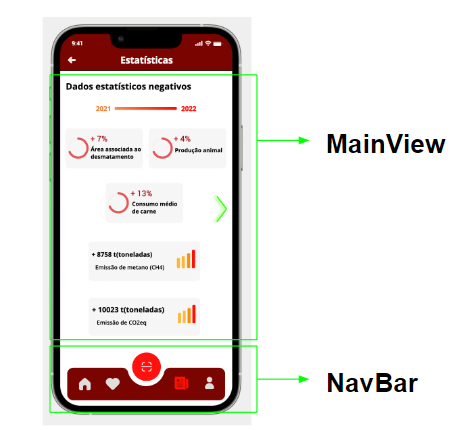 9:41
Estatísticas
Dados estatísticos negativos
2021 2022
+ 7%
Área associada ao
desmatamento
+ 4%
Produção animal
+ 13%
Consumo médio
de carne
+ 8758 t(toneladas)
Emissão de metano (CH4)
+ 10023 t(toneladas)
Emissão de CO2eq
MainView
NavBar